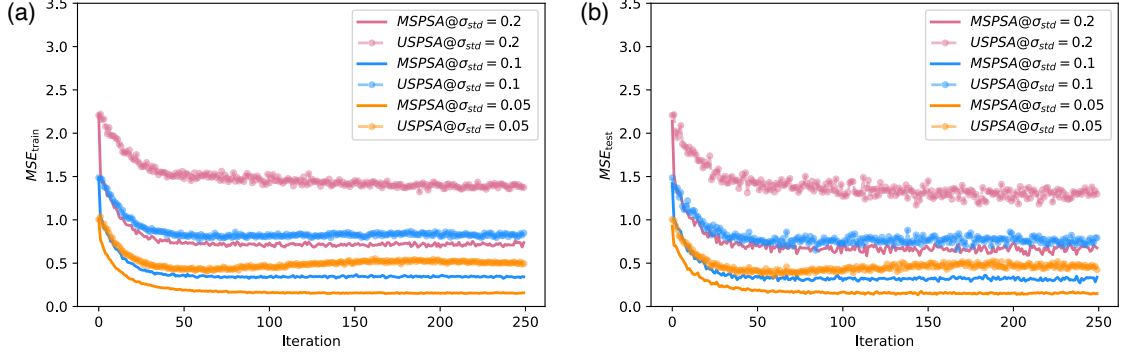 (a)
3.5
3.0
2.5
2.0
1.5
1.0
0.5
0.0
MSE_train
MSPSA@σ_std = 0.2
USPSA@σ_std = 0.2
MSPSA@σ_std = 0.1
USPSA@σ_std = 0.1
MSPSA@σ_std = 0.05
USPSA@σ_std = 0.05
0 50 100 150 200 250
Iteration
(b)
3.5
3.0
2.5
2.0
1.5
1.0
0.5
0.0
MSE_test
MSPSA@σ_std = 0.2
USPSA@σ_std = 0.2
MSPSA@σ_std = 0.1
USPSA@σ_std = 0.1
MSPSA@σ_std = 0.05
USPSA@σ_std = 0.05
0 50 100 150 200 250
Iteration